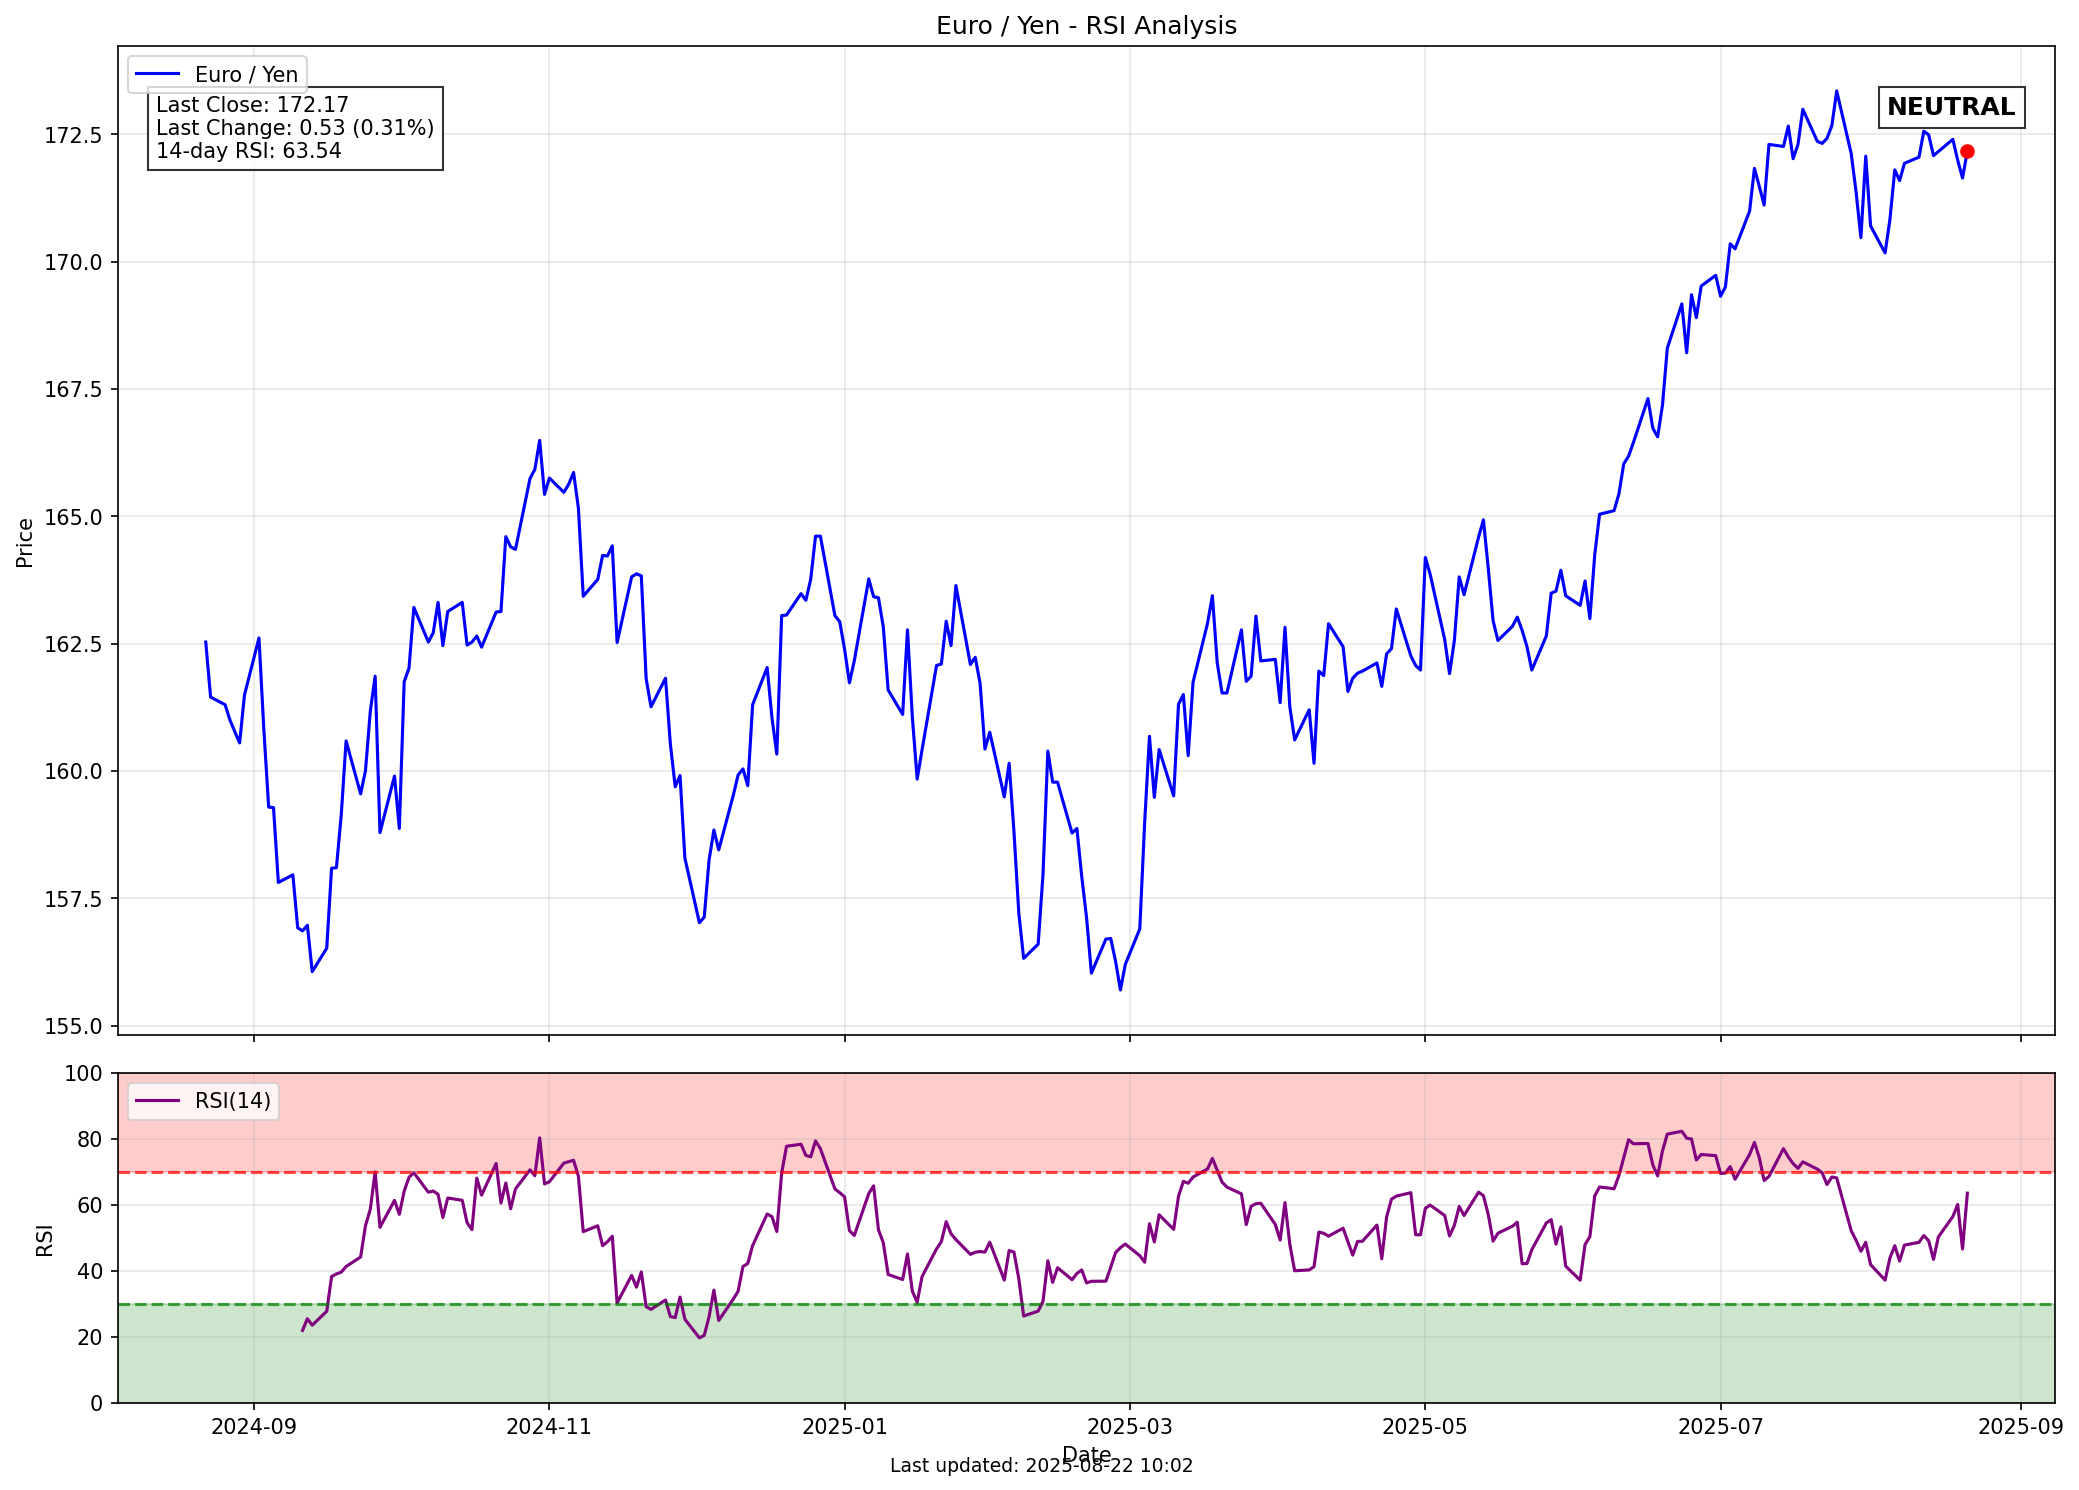 Euro / Yen - RSI Analysis
Euro / Yen
Last Close: 172.17
Last Change: 0.53 (0.31%)
14-day RSI: 63.54
NEUTRAL
Price
172.5
170.0
167.5
165.0
162.5
160.0
157.5
155.0
RSI(14)
RSI
100
80
60
40
20
0
2024-09 2024-11 2025-01 2025-03 2025-05 2025-07 2025-09
Date
Last updated: 2025-08-22 10:02